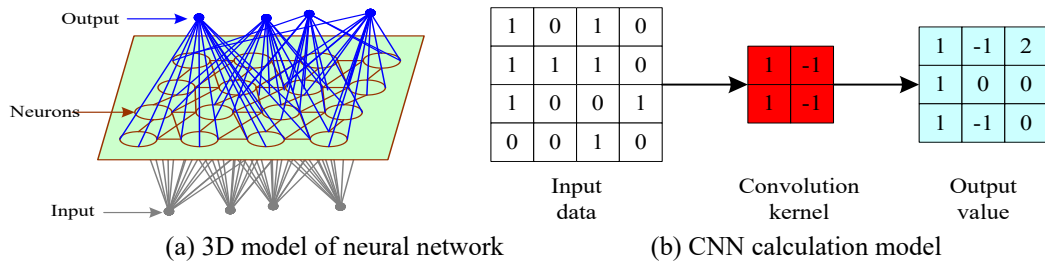 Output
Neurons
Input
(a) 3D model of neural network
1 0 1 0
1 1 1 0
1 0 0 1
0 0 1 0
Input
data
1 -1
1 -1
Convolution
kernel
1 -1 2
1 0 0
1 -1 0
Output
value
(b) CNN calculation model